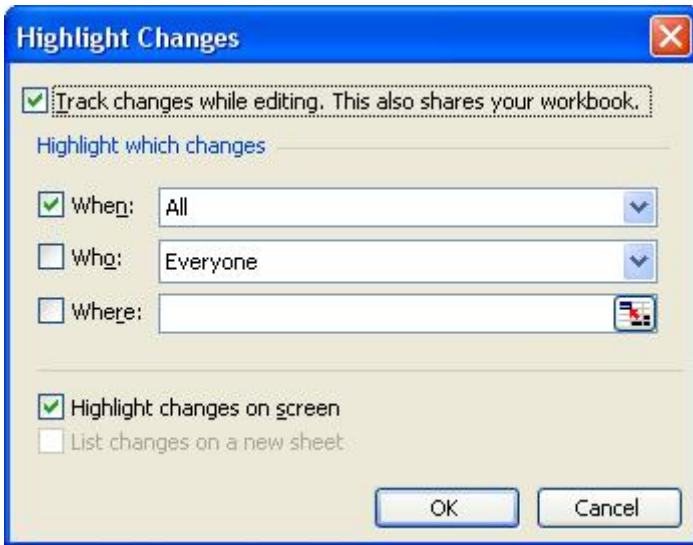 Highlight Changes
Track changes while editing. This also shares your workbook.
Highlight which changes
When: All
Who: Everyone
Where:
Highlight changes on screen
List changes on a new sheet
OK Cancel